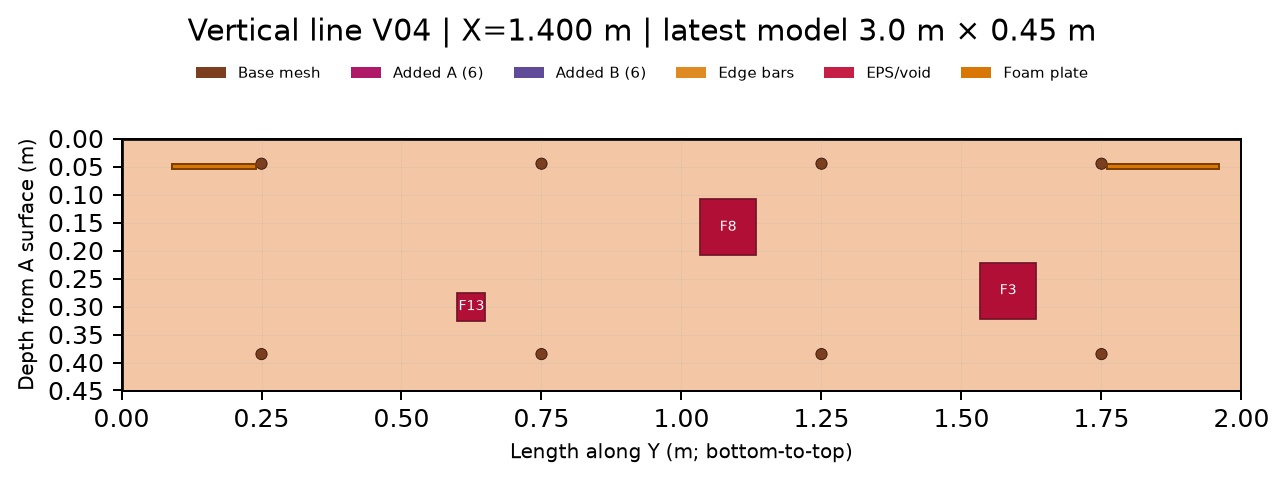 Vertical line V04 | X=1.400 m | latest model 3.0 m × 0.45 m
Base mesh Added A (6) Added B (6) Edge bars EPS/void Foam plate
Depth from A surface (m)
0.00
0.05
0.10
0.15
0.20
0.25
0.30
0.35
0.40
0.45
F8
F3
F13
0.00 0.25 0.50 0.75 1.00 1.25 1.50 1.75 2.00
Length along Y (m; bottom-to-top)